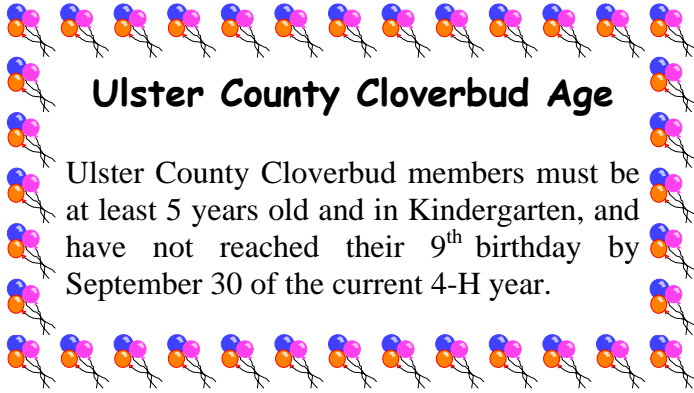 Ulster County Cloverbud Age
Ulster County Cloverbud members must be
at least 5 years old and in Kindergarten, and
have not reached their 9th birthday by
September 30 of the current 4-H year.